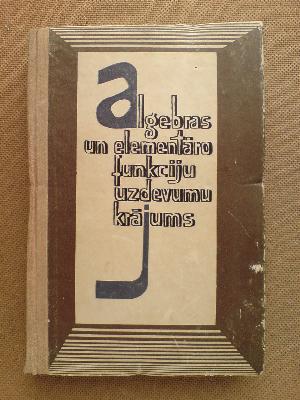 algebras
un elementāro
funkciju
uzdevumu
krājums